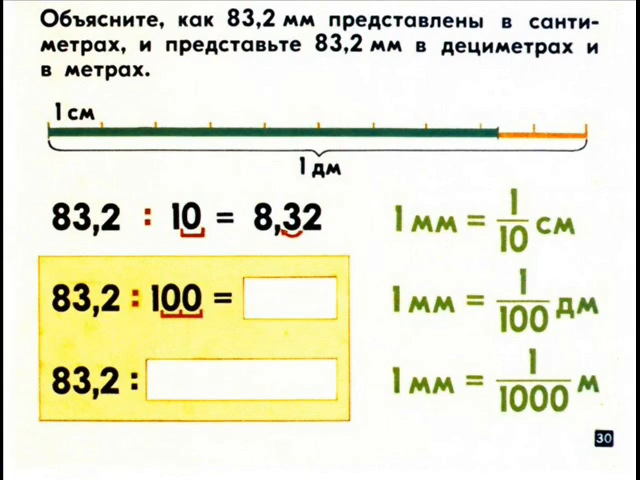 Объясните, как 83,2 мм представлены в санти-
метрах, и представьте 83,2 мм в дециметрах и
в метрах.
1 см
1 дм
83,2 : 10 = 8,32
1 мм = 1/10 см
83,2 : 100 =
1 мм = 1/100 дм
83,2 :
1 мм = 1/1000 м
30